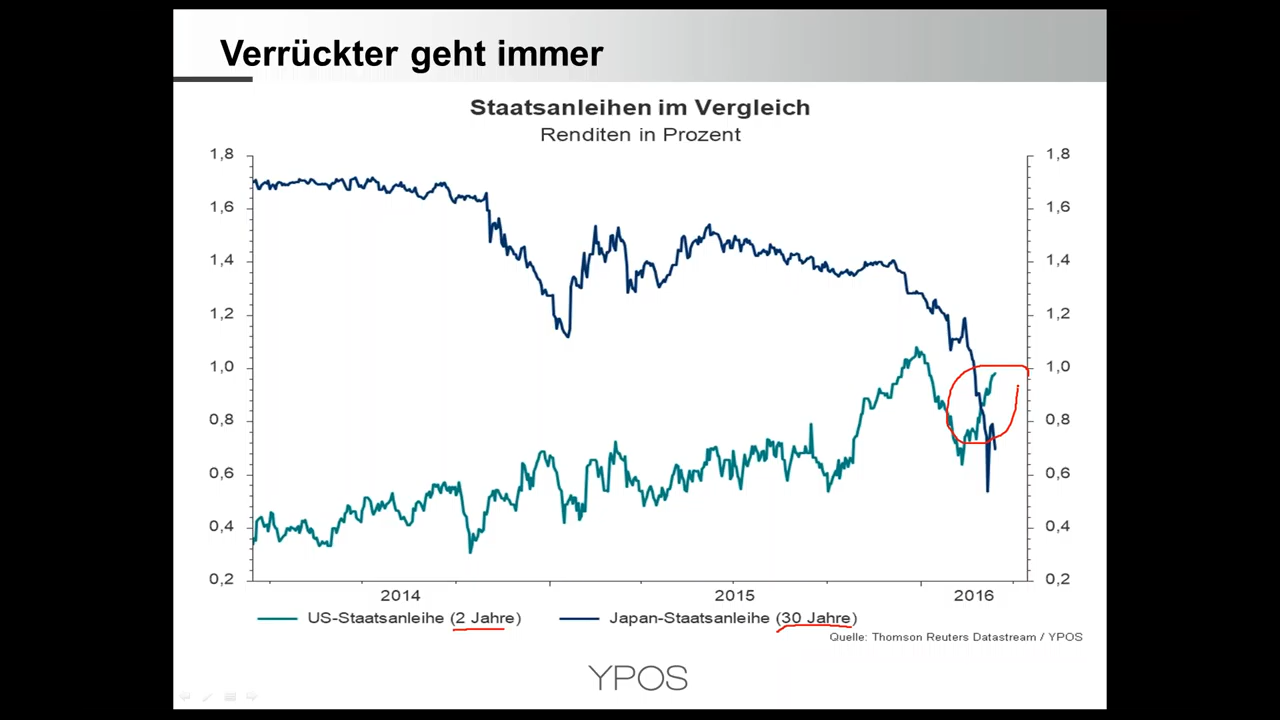 Verrückter geht immer
Staatsanleihen im Vergleich
Renditen in Prozent
1,8 1,8
1,6 1,6
1,4 1,4
1,2 1,2
1,0 1,0
0,8 0,8
0,6 0,6
0,4 0,4
0,2 0,2
2014 2015 2016
US-Staatsanleihe (2 Jahre) Japan-Staatsanleihe (30 Jahre)
Quelle: Thomson Reuters Datastream / YPOS
YPOS